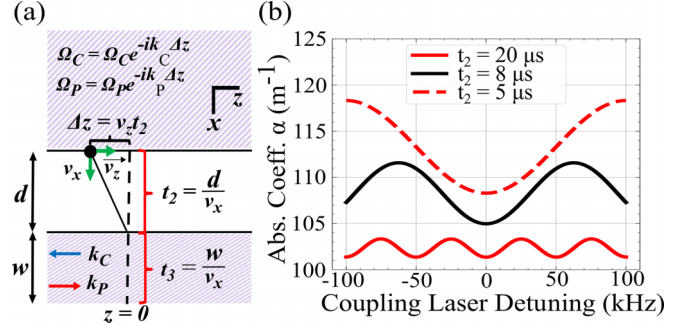 (a)
Ω_C = Ω_C e^{-ik_C Δz}
Ω_P = Ω_P e^{-ik_P Δz}
z
x
Δz = v_z t_2
v_x
v_z
d
t_2 = d/v_x
w
k_C
k_P
t_3 = w/v_x
z = 0
(b)
t_2 = 20 μs
t_2 = 8 μs
t_2 = 5 μs
Abs. Coeff. α (m⁻¹)
125
120
115
110
105
100
-100 -50 0 50 100
Coupling Laser Detuning (kHz)